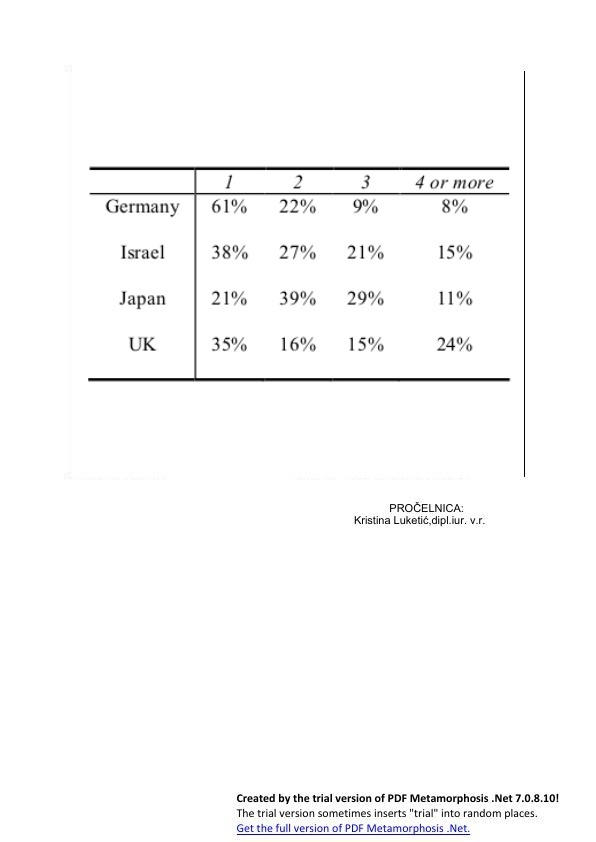 1 2 3 4 or more
Germany 61% 22% 9% 8%
Israel 38% 27% 21% 15%
Japan 21% 39% 29% 11%
UK 35% 16% 15% 24%
PROČELNICA:
Kristina Luketić,dipl.iur. v.r.
Created by the trial version of PDF Metamorphosis .Net 7.0.8.10!
The trial version sometimes inserts "trial" into random places.
Get the full version of PDF Metamorphosis .Net.